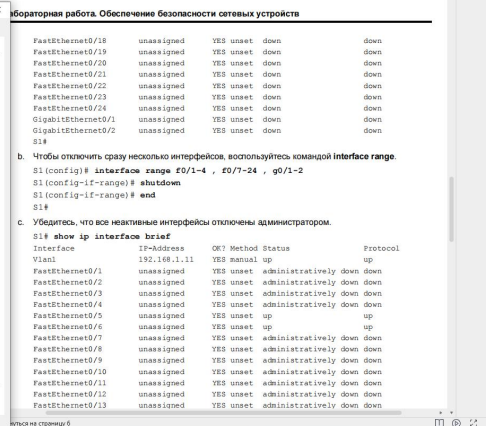 абораторная работа. Обеспечение безопасности сетевых устройств
FastEthernet0/18 unassigned YES unset down down
FastEthernet0/19 unassigned YES unset down down
FastEthernet0/20 unassigned YES unset down down
FastEthernet0/21 unassigned YES unset down down
FastEthernet0/22 unassigned YES unset down down
FastEthernet0/23 unassigned YES unset down down
FastEthernet0/24 unassigned YES unset down down
GigabitEthernet0/1 unassigned YES unset down down
GigabitEthernet0/2 unassigned YES unset down down
S1#
b. Чтобы отключить сразу несколько интерфейсов, воспользуйтесь командой interface range.
S1(config)# interface range f0/1-4 , f0/7-24 , g0/1-2
S1(config-if-range)# shutdown
S1(config-if-range)# end
S1#
c. Убедитесь, что все неактивные интерфейсы отключены администратором.
S1# show ip interface brief
Interface IP-Address OK? Method Status Protocol
Vlan1 192.168.1.11 YES manual up up
FastEthernet0/1 unassigned YES unset administratively down down
FastEthernet0/2 unassigned YES unset administratively down down
FastEthernet0/3 unassigned YES unset administratively down down
FastEthernet0/4 unassigned YES unset administratively down down
FastEthernet0/5 unassigned YES unset up up
FastEthernet0/6 unassigned YES unset up up
FastEthernet0/7 unassigned YES unset administratively down down
FastEthernet0/8 unassigned YES unset administratively down down
FastEthernet0/9 unassigned YES unset administratively down down
FastEthernet0/10 unassigned YES unset administratively down down
FastEthernet0/11 unassigned YES unset administratively down down
FastEthernet0/12 unassigned YES unset administratively down down
FastEthernet0/13 unassigned YES unset administratively down down
нуться на страницу 6